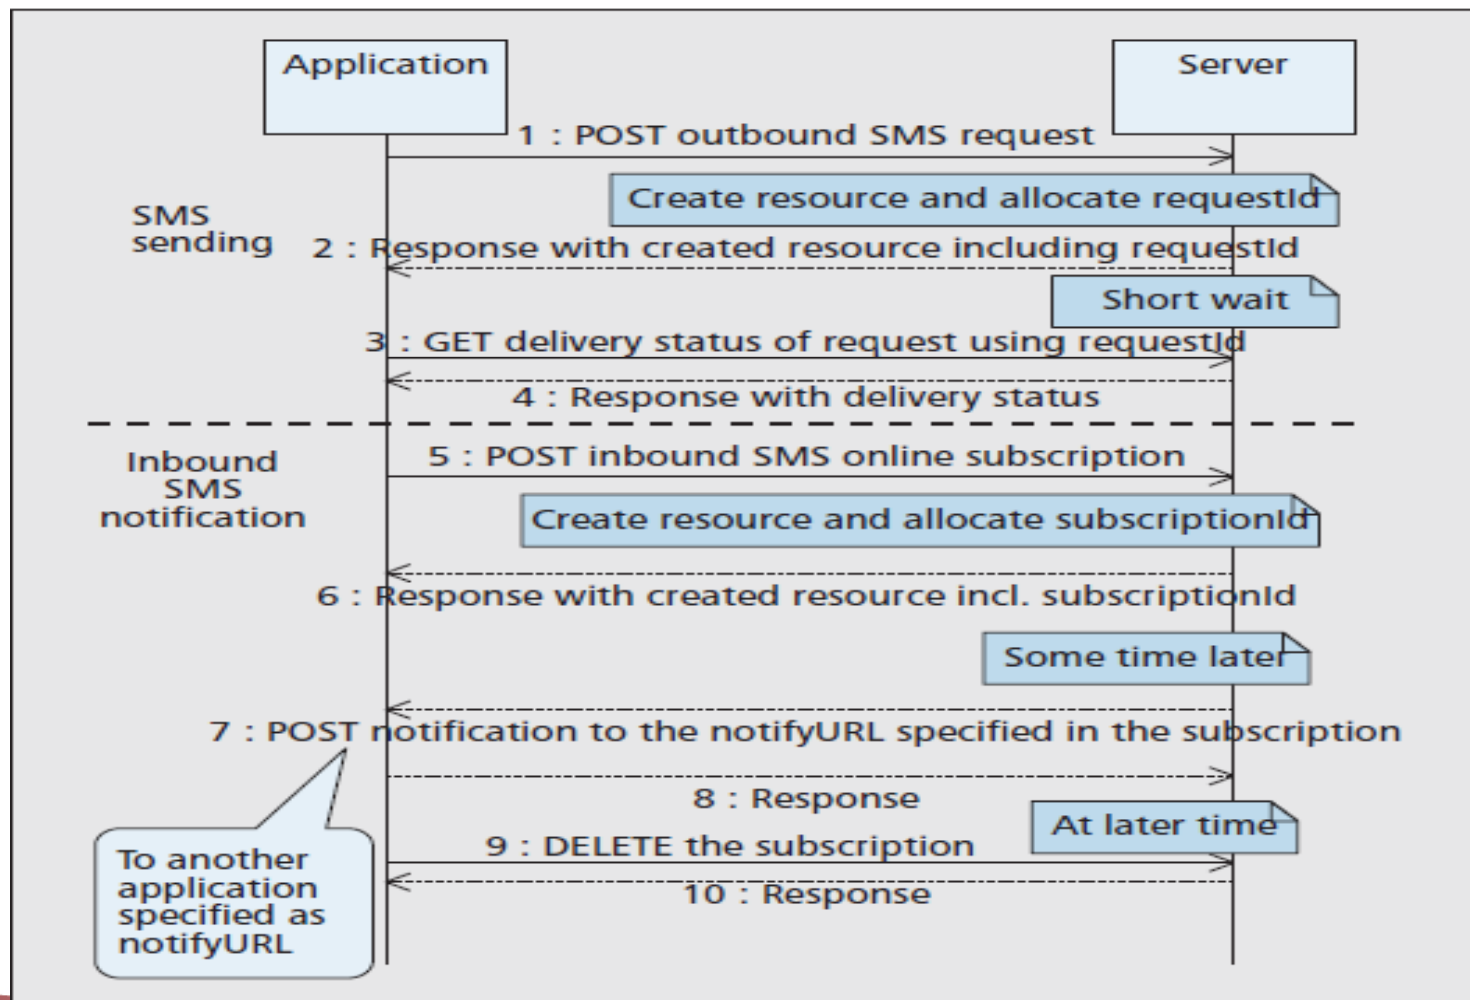 Application
Server
1 : POST outbound SMS request
Create resource and allocate requestId
SMS
sending
2 : Response with created resource including requestId
Short wait
3 : GET delivery status of request using requestId
4 : Response with delivery status
Inbound
SMS
notification
5 : POST inbound SMS online subscription
Create resource and allocate subscriptionId
6 : Response with created resource incl. subscriptionId
Some time later
7 : POST notification to the notifyURL specified in the subscription
8 : Response
At later time
To another
application
specified as
notifyURL
9 : DELETE the subscription
10 : Response